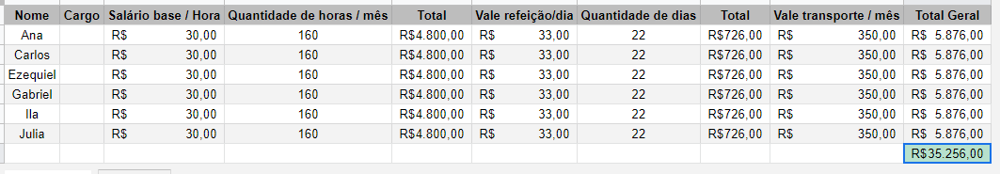 Nome Cargo Salário base / Hora Quantidade de horas / mês Total Vale refeição/dia Quantidade de dias Total Vale transporte / mês Total Geral
Ana R$ 30,00 160 R$4.800,00 R$ 33,00 22 R$726,00 R$ 350,00 R$ 5.876,00
Carlos R$ 30,00 160 R$4.800,00 R$ 33,00 22 R$726,00 R$ 350,00 R$ 5.876,00
Ezequiel R$ 30,00 160 R$4.800,00 R$ 33,00 22 R$726,00 R$ 350,00 R$ 5.876,00
Gabriel R$ 30,00 160 R$4.800,00 R$ 33,00 22 R$726,00 R$ 350,00 R$ 5.876,00
Ila R$ 30,00 160 R$4.800,00 R$ 33,00 22 R$726,00 R$ 350,00 R$ 5.876,00
Julia R$ 30,00 160 R$4.800,00 R$ 33,00 22 R$726,00 R$ 350,00 R$ 5.876,00
R$35.256,00